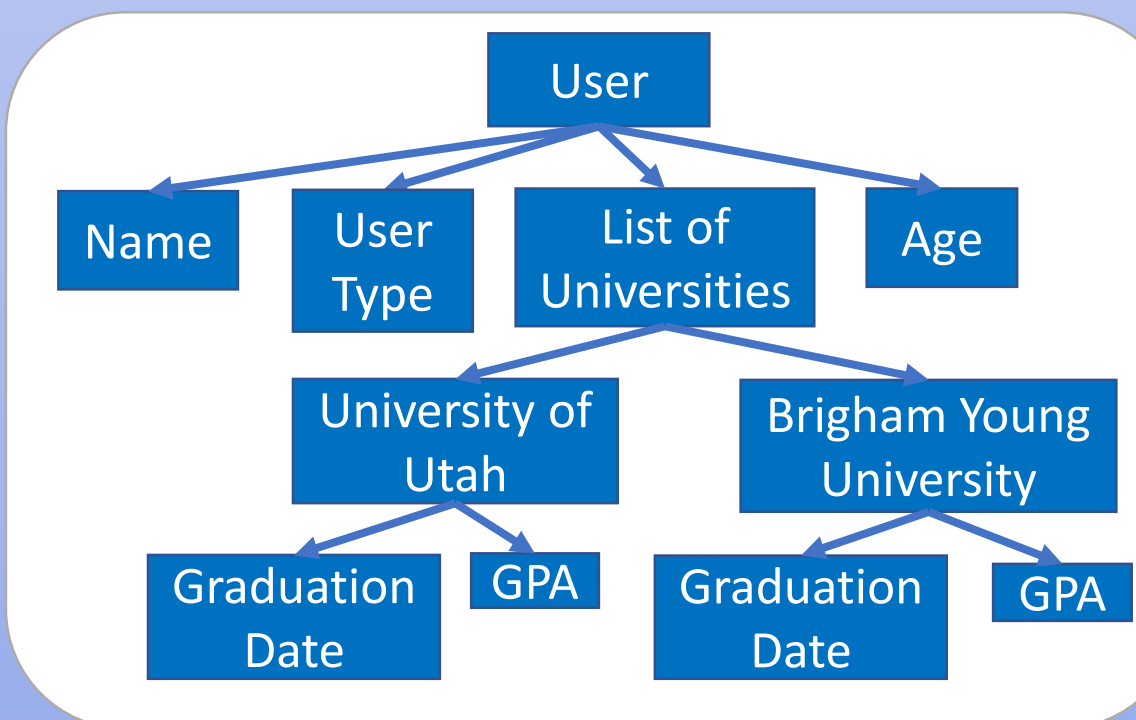 User
Name
User
Type
List of
Universities
Age
University of
Utah
Brigham Young
University
Graduation
Date
GPA
Graduation
Date
GPA